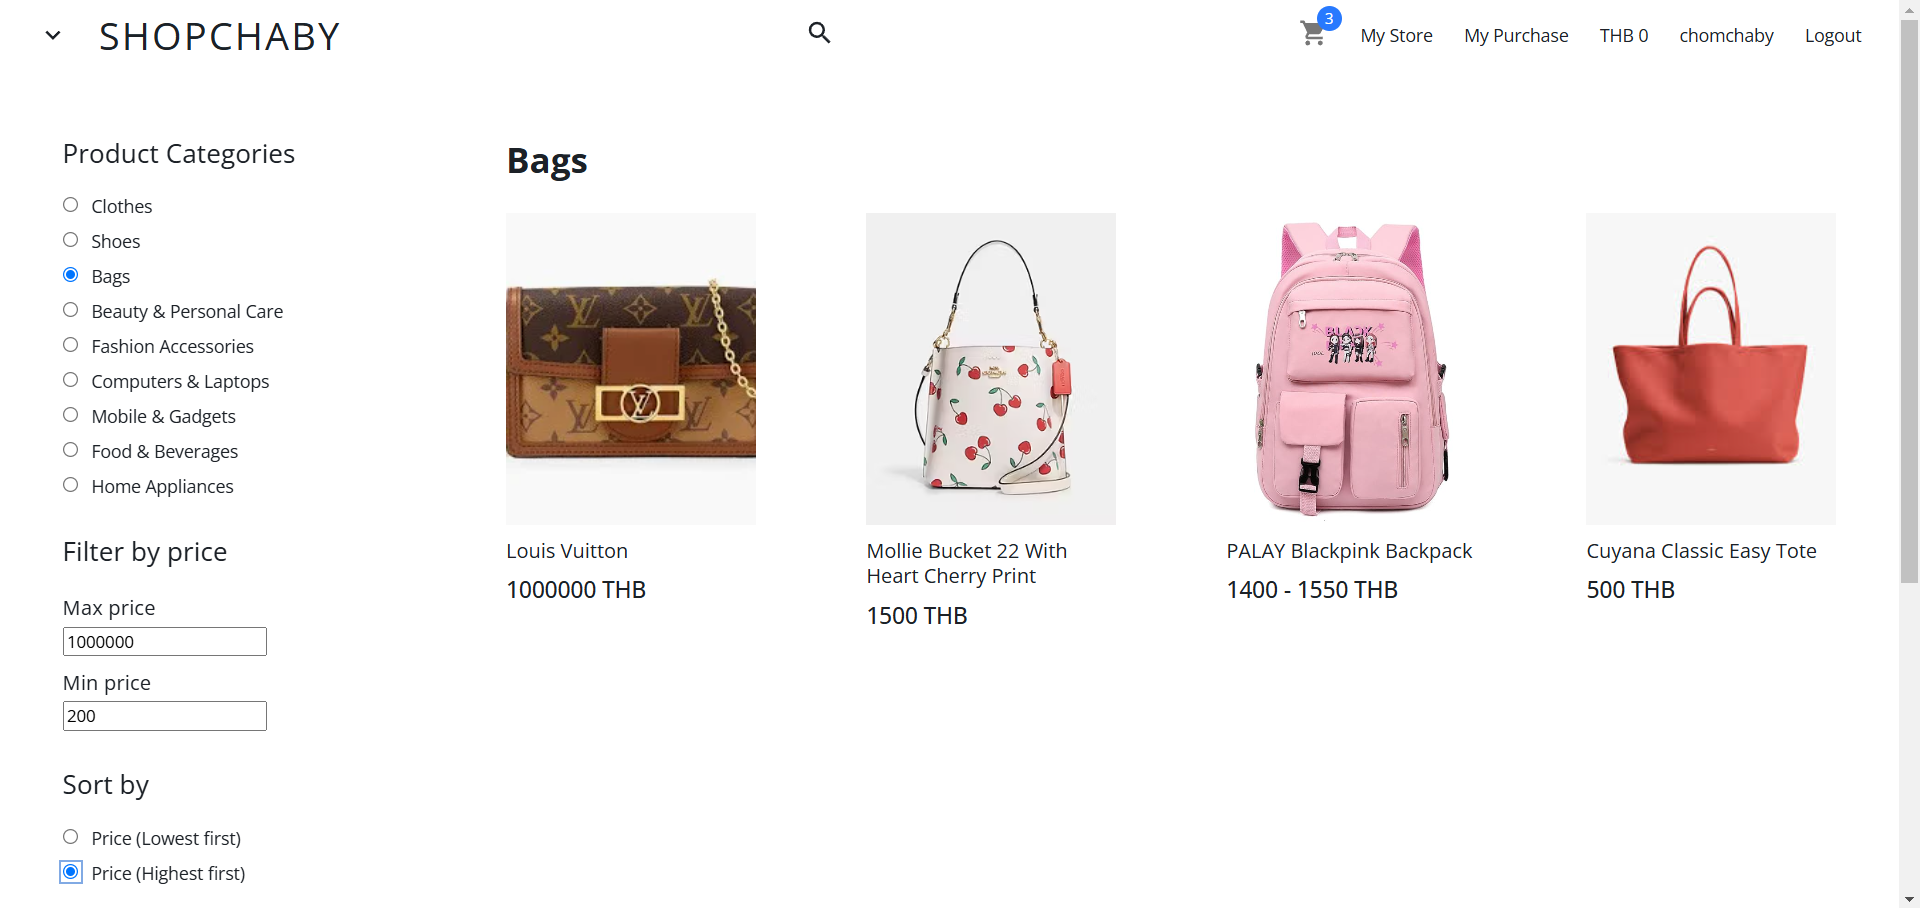 SHOPCHABY
3
My Store
My Purchase
THB 0
chomchaby
Logout
Product Categories
Clothes
Shoes
Bags
Beauty & Personal Care
Fashion Accessories
Computers & Laptops
Mobile & Gadgets
Food & Beverages
Home Appliances
Filter by price
Max price
1000000
Min price
200
Sort by
Price (Lowest first)
Price (Highest first)
Bags
LV
Louis Vuitton
1000000 THB
Mollie Bucket 22 With
Heart Cherry Print
1500 THB
PALAY Blackpink Backpack
1400 - 1550 THB
Cuyana Classic Easy Tote
500 THB